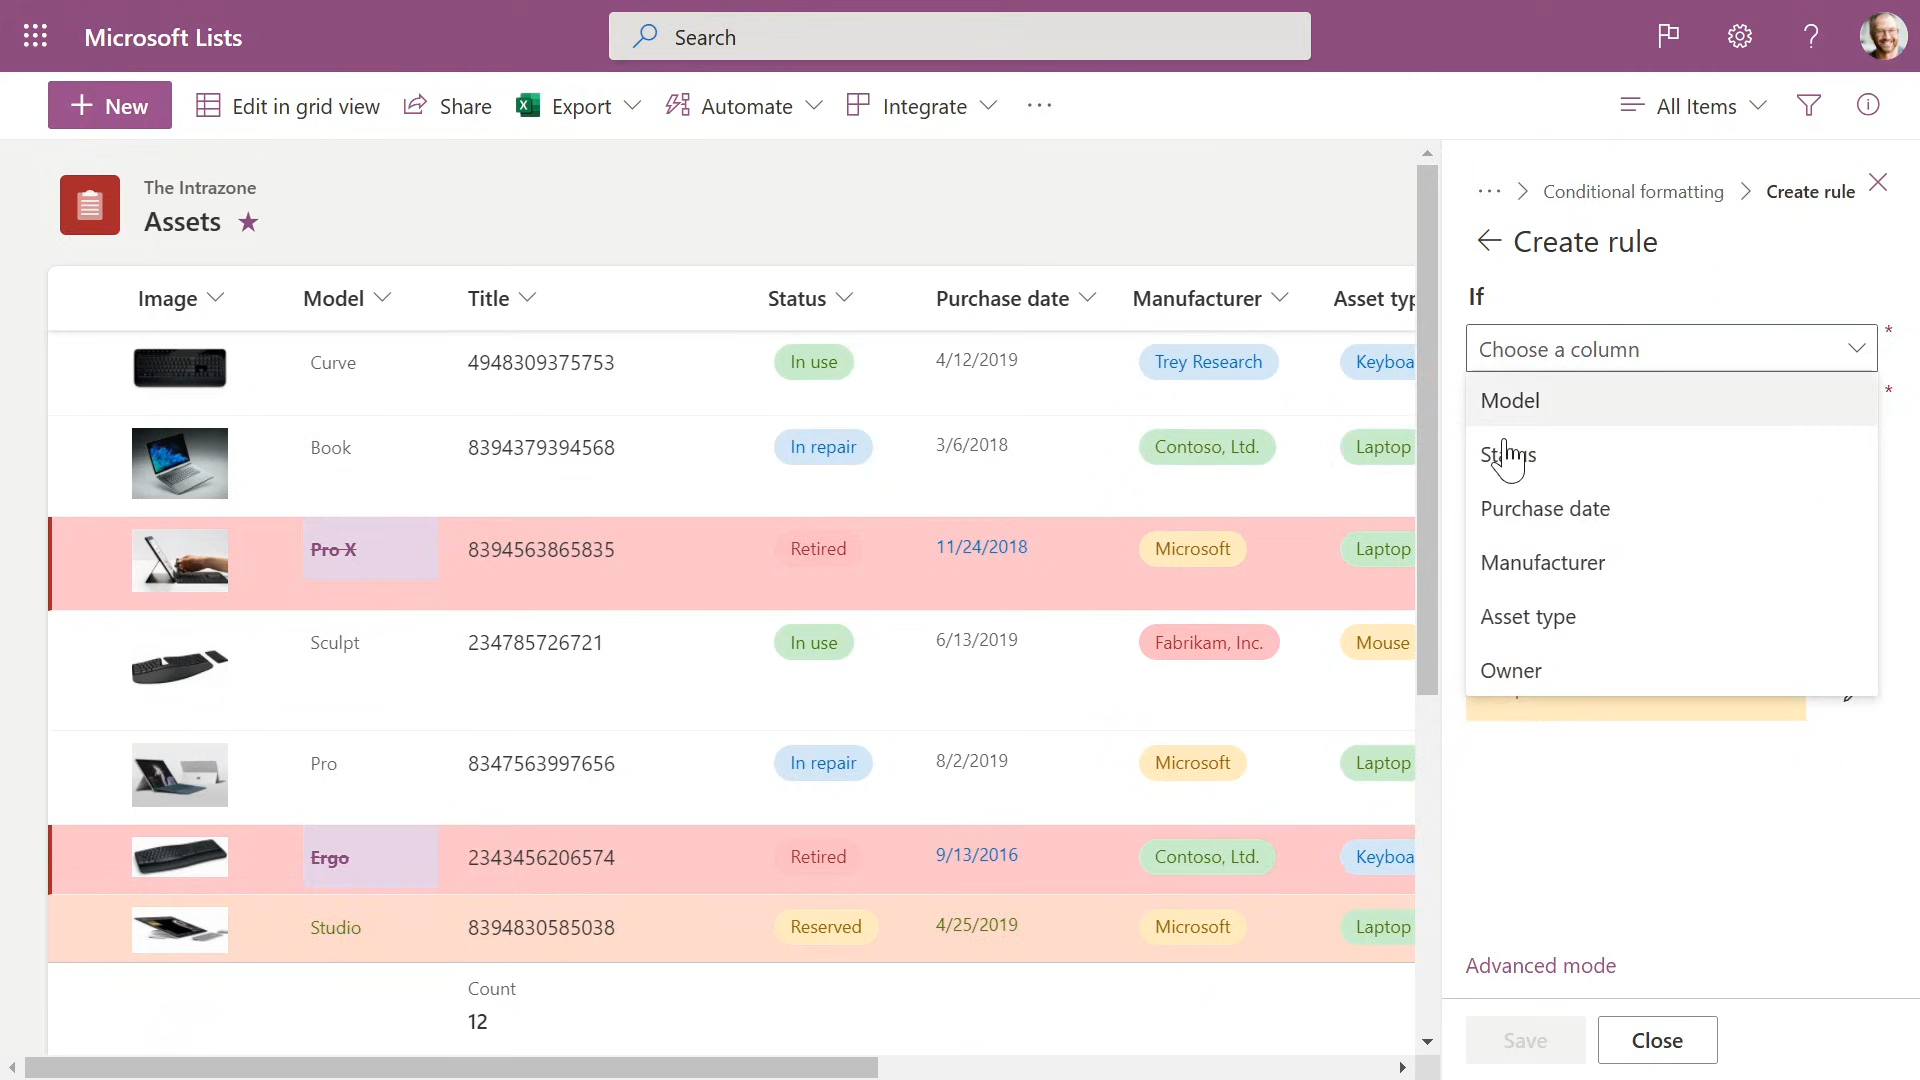 Microsoft Lists
Search
New
Edit in grid view
Share
Export
Automate
Integrate
All Items
The Intrazone
Assets
Image
Model
Title
Status
Purchase date
Manufacturer
Asset typ
Curve
4948309375753
In use
4/12/2019
Trey Research
Keyboa
Book
8394379394568
In repair
3/6/2018
Contoso, Ltd.
Laptop
Pro X
8394563865835
Retired
11/24/2018
Microsoft
Laptop
Sculpt
234785726721
In use
6/13/2019
Fabrikam, Inc.
Mouse
Pro
8347563997656
In repair
8/2/2019
Microsoft
Laptop
Ergo
2343456206574
Retired
9/13/2016
Contoso, Ltd.
Keyboa
Studio
8394830585038
Reserved
4/25/2019
Microsoft
Laptop
Count
12
··· > Conditional formatting > Create rule
Create rule
If
Choose a column *
*
Model
Status
Purchase date
Manufacturer
Asset type
Owner
Advanced mode
Save
Close